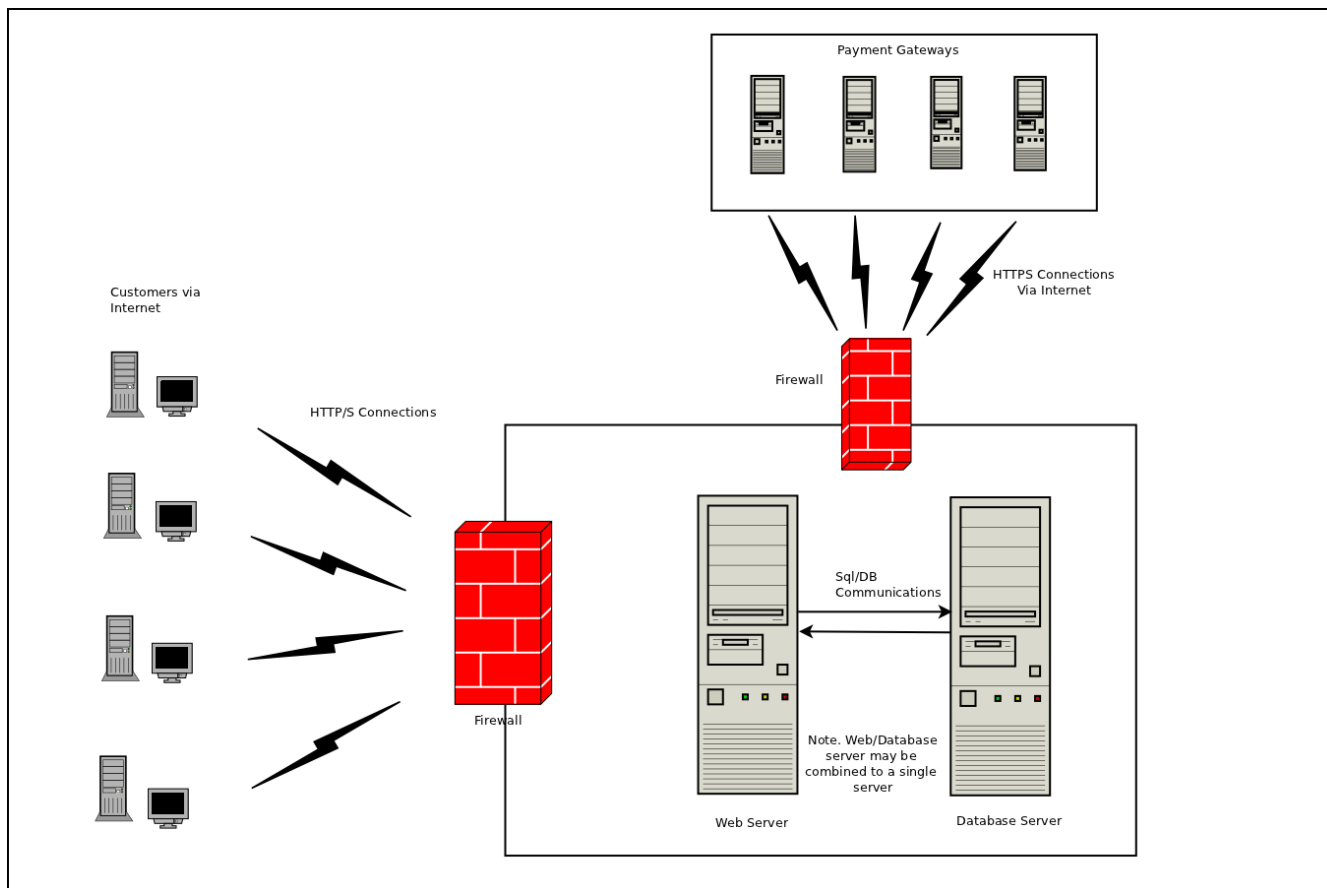 Payment Gateways
HTTPS Connections
Via Internet
Customers via
Internet
Firewall
HTTP/S Connections
Sql/DB
Communications
Firewall
Note. Web/Database
server may be
combined to a single
server
Web Server
Database Server